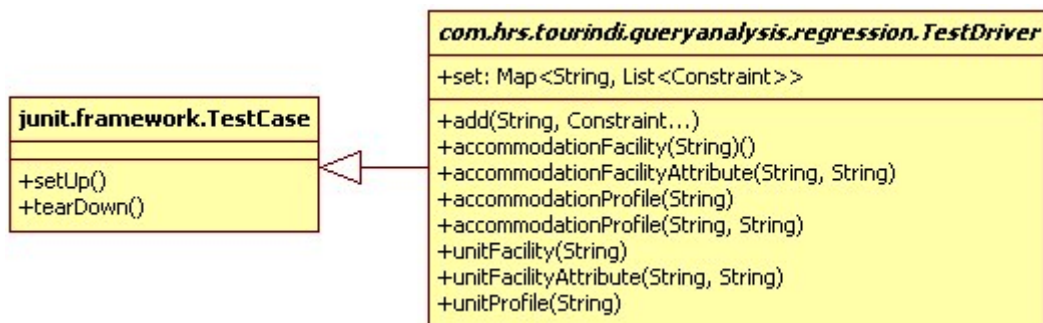 junit.framework.TestCase
+setUp()
+tearDown()
com.hrs.tourindi.queryanalysis.regression.TestDriver
+set: Map<String, List<Constraint>>
+add(String, Constraint...)
+accommodationFacility(String)()
+accommodationFacilityAttribute(String, String)
+accommodationProfile(String)
+accommodationProfile(String, String)
+unitFacility(String)
+unitFacilityAttribute(String, String)
+unitProfile(String)